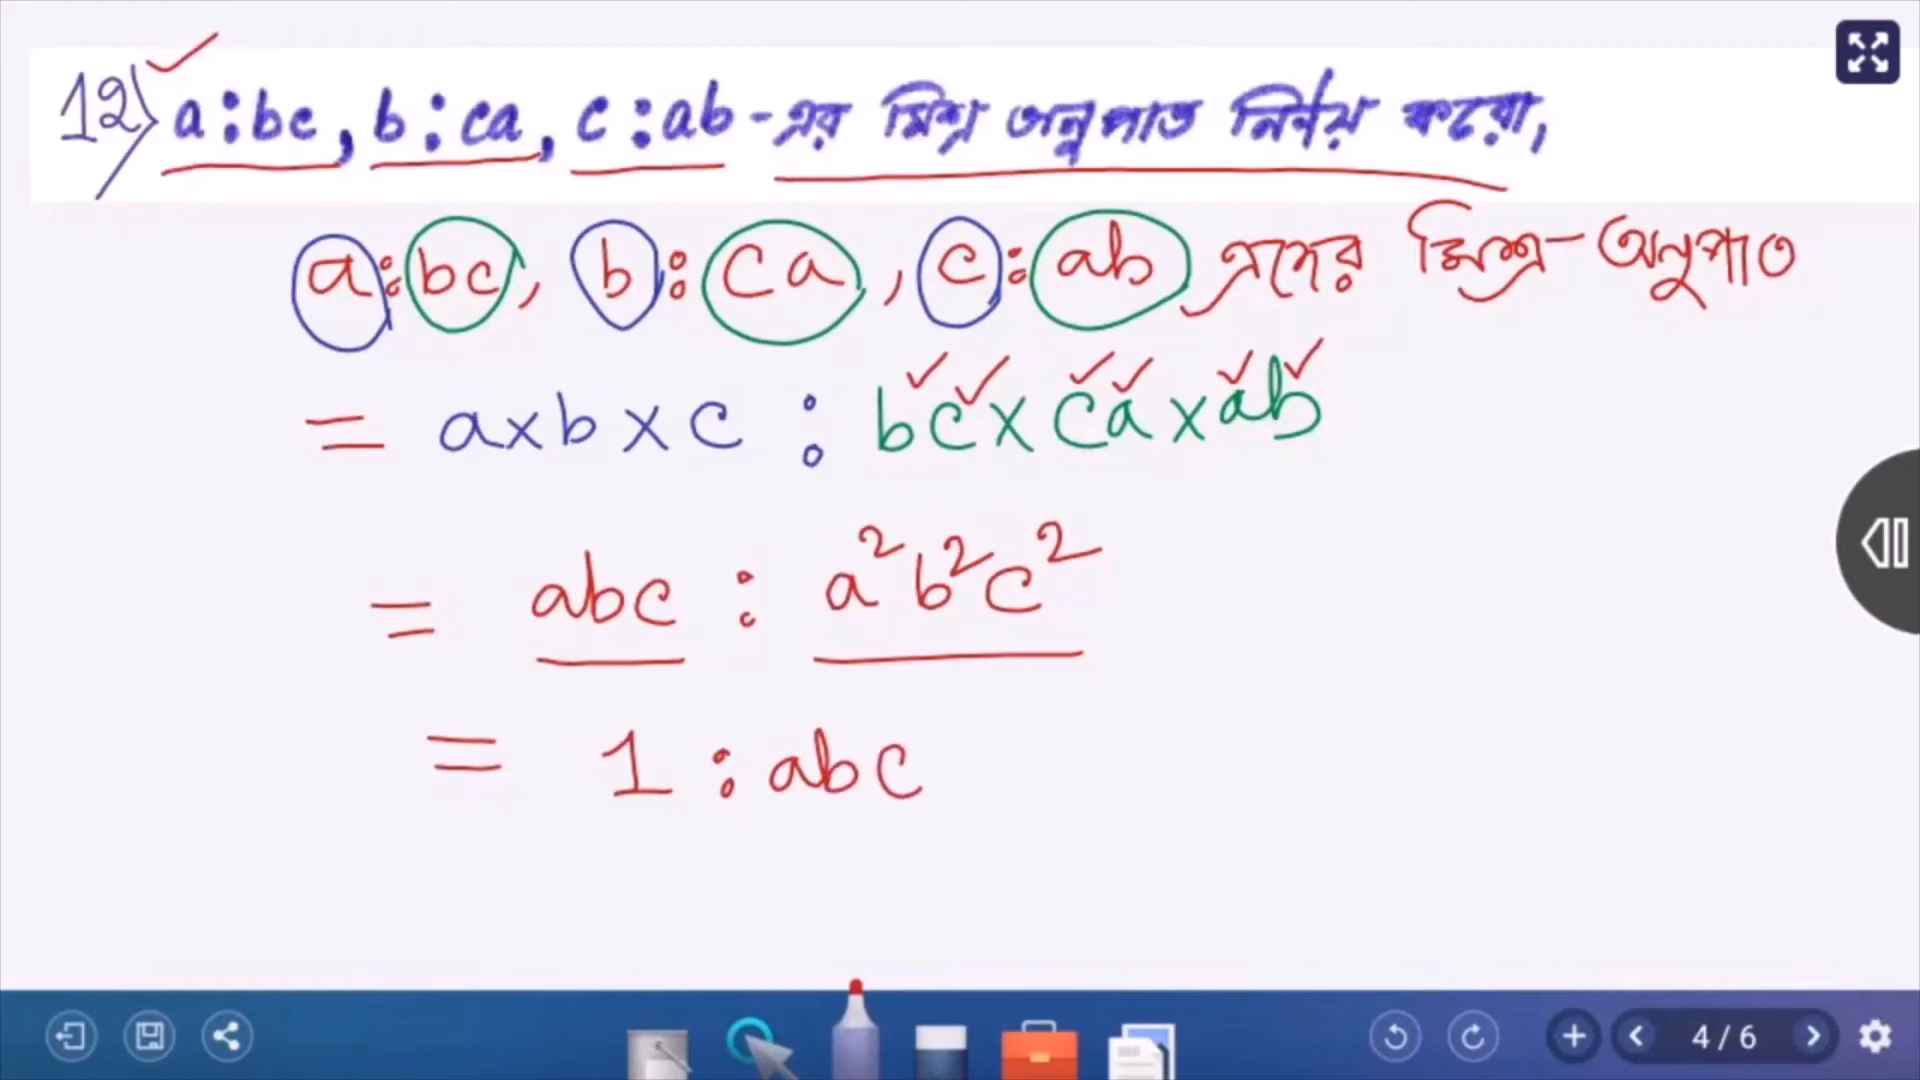 12) a:bc, b:ca, c:ab-এর মিশ্র অনুপাত নির্ণয় করো,
a:bc, b:ca, c:ab এদের মিশ্র-অনুপাত
= a×b×c : bc×ca×ab
= abc : a²b²c²
= 1 : abc
4 / 6